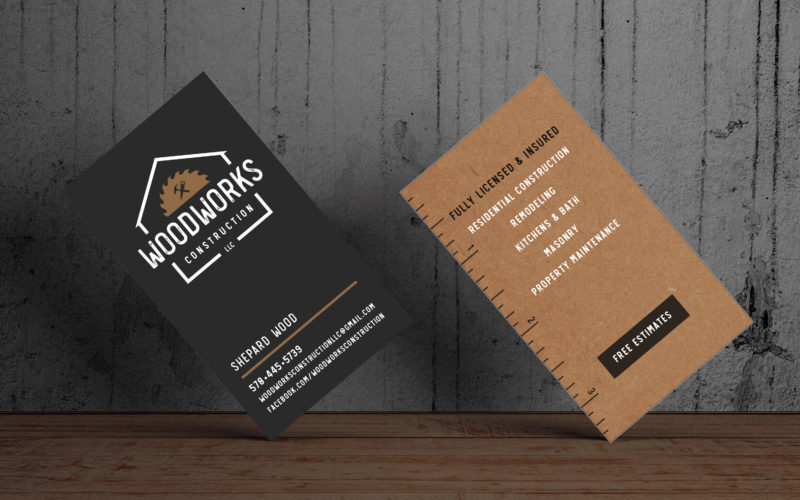 WOODWORKS
CONSTRUCTION
LLC
SHEPARD WOOD
570-445-5739
WOODWORKSCONSTRUCTIONLLC@GMAIL.COM
FACEBOOK.COM/WOODWORKSCONSTRUCTION
FULLY LICENSED & INSURED
RESIDENTIAL CONSTRUCTION
REMODELING
KITCHENS & BATH
MASONRY
PROPERTY MAINTENANCE
1
2
3
FREE ESTIMATES